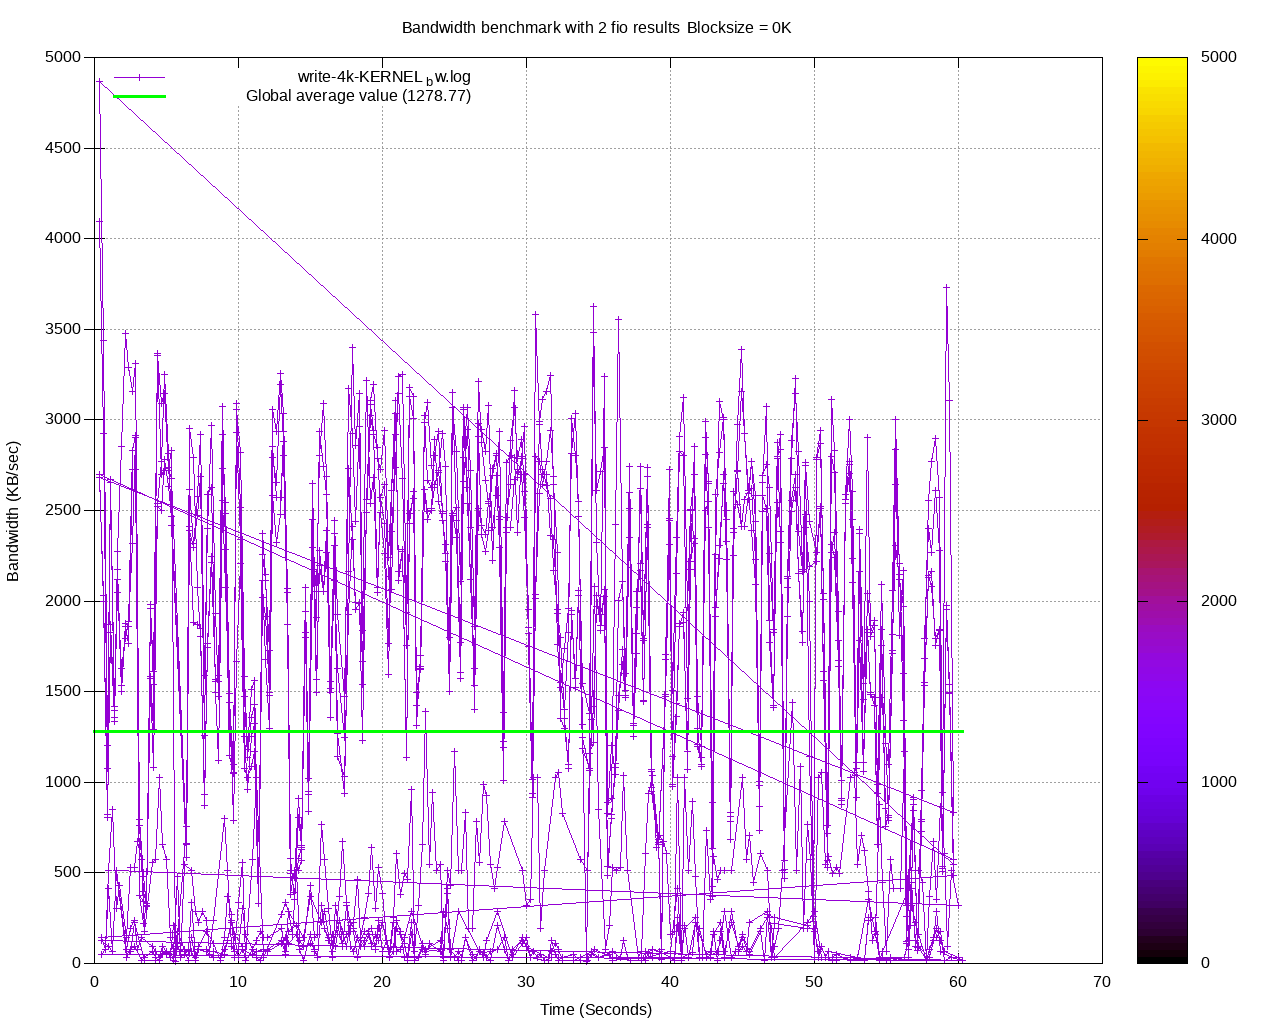 Bandwidth benchmark with 2 fio results Blocksize = 0K
write-4k-KERNEL_bw.log
Global average value (1278.77)
Bandwidth (KB/sec)
5000
4500
4000
3500
3000
2500
2000
1500
1000
500
0
0 10 20 30 40 50 60 70
Time (Seconds)
5000
4000
3000
2000
1000
0